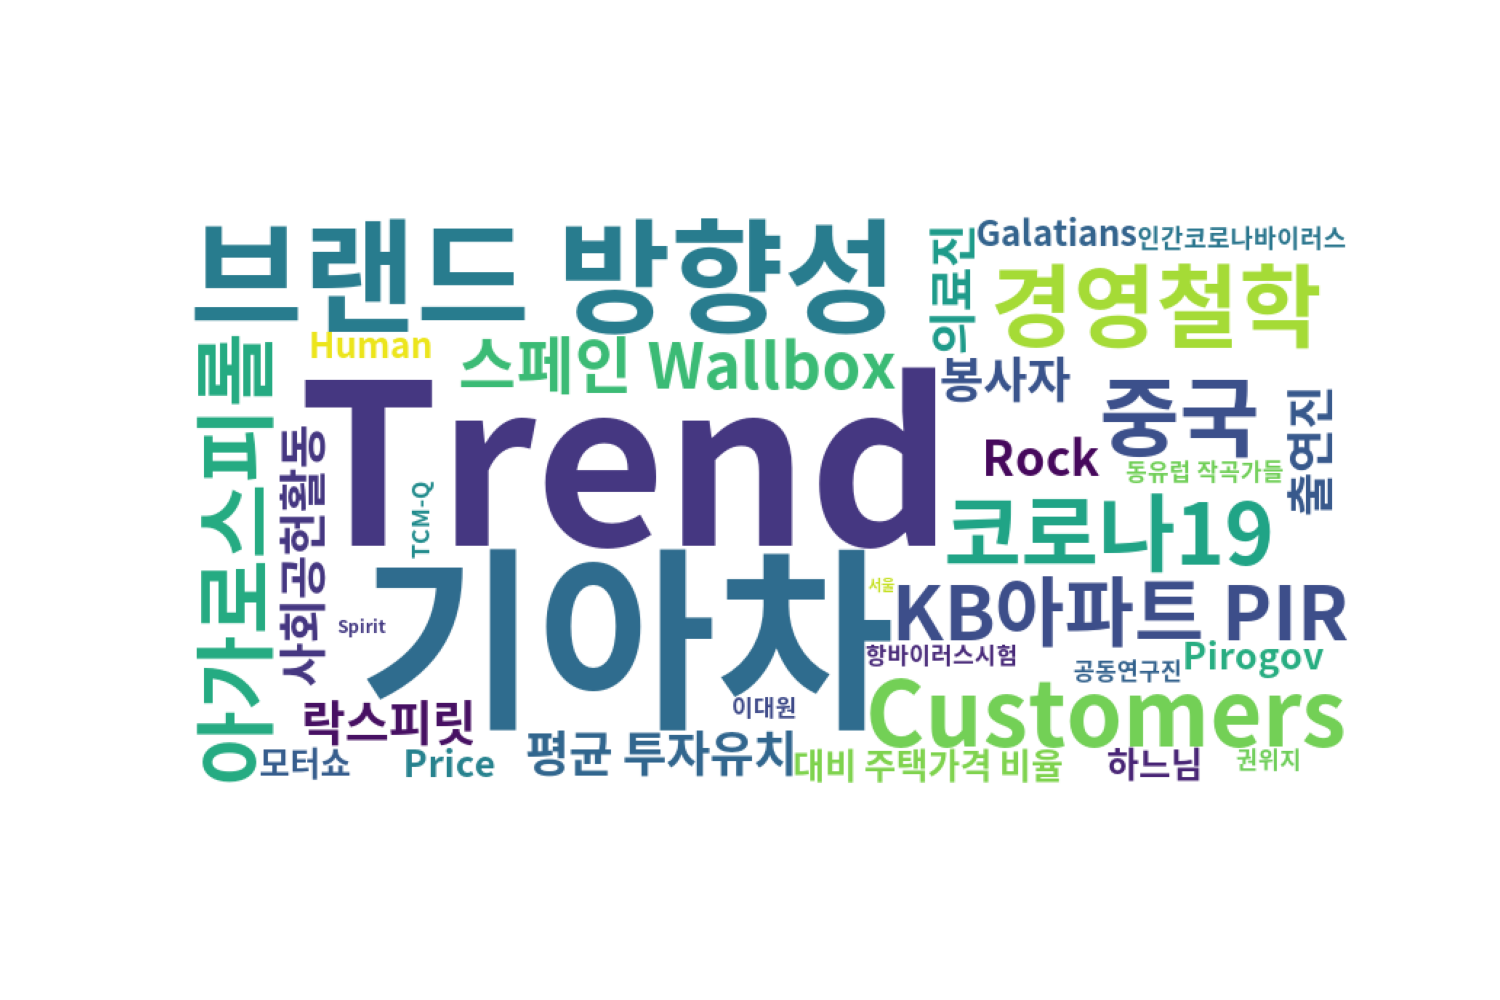 브랜드 방향성
의료진
Galatians
인간코로나바이러스
경영철학
Human
스페인 Wallbox
봉사자
중국
출연진
아가로스피롤
사회공헌활동
Trend
TCM-Q
Rock
동유럽 작곡가들
코로나19
기아차
서울
KB아파트 PIR
Spirit
항바이러스시험
공동연구진
Pirogov
락스피릿
이대원
Customers
모터쇼
Price
평균 투자유치
대비 주택가격 비율
하느님
권위지